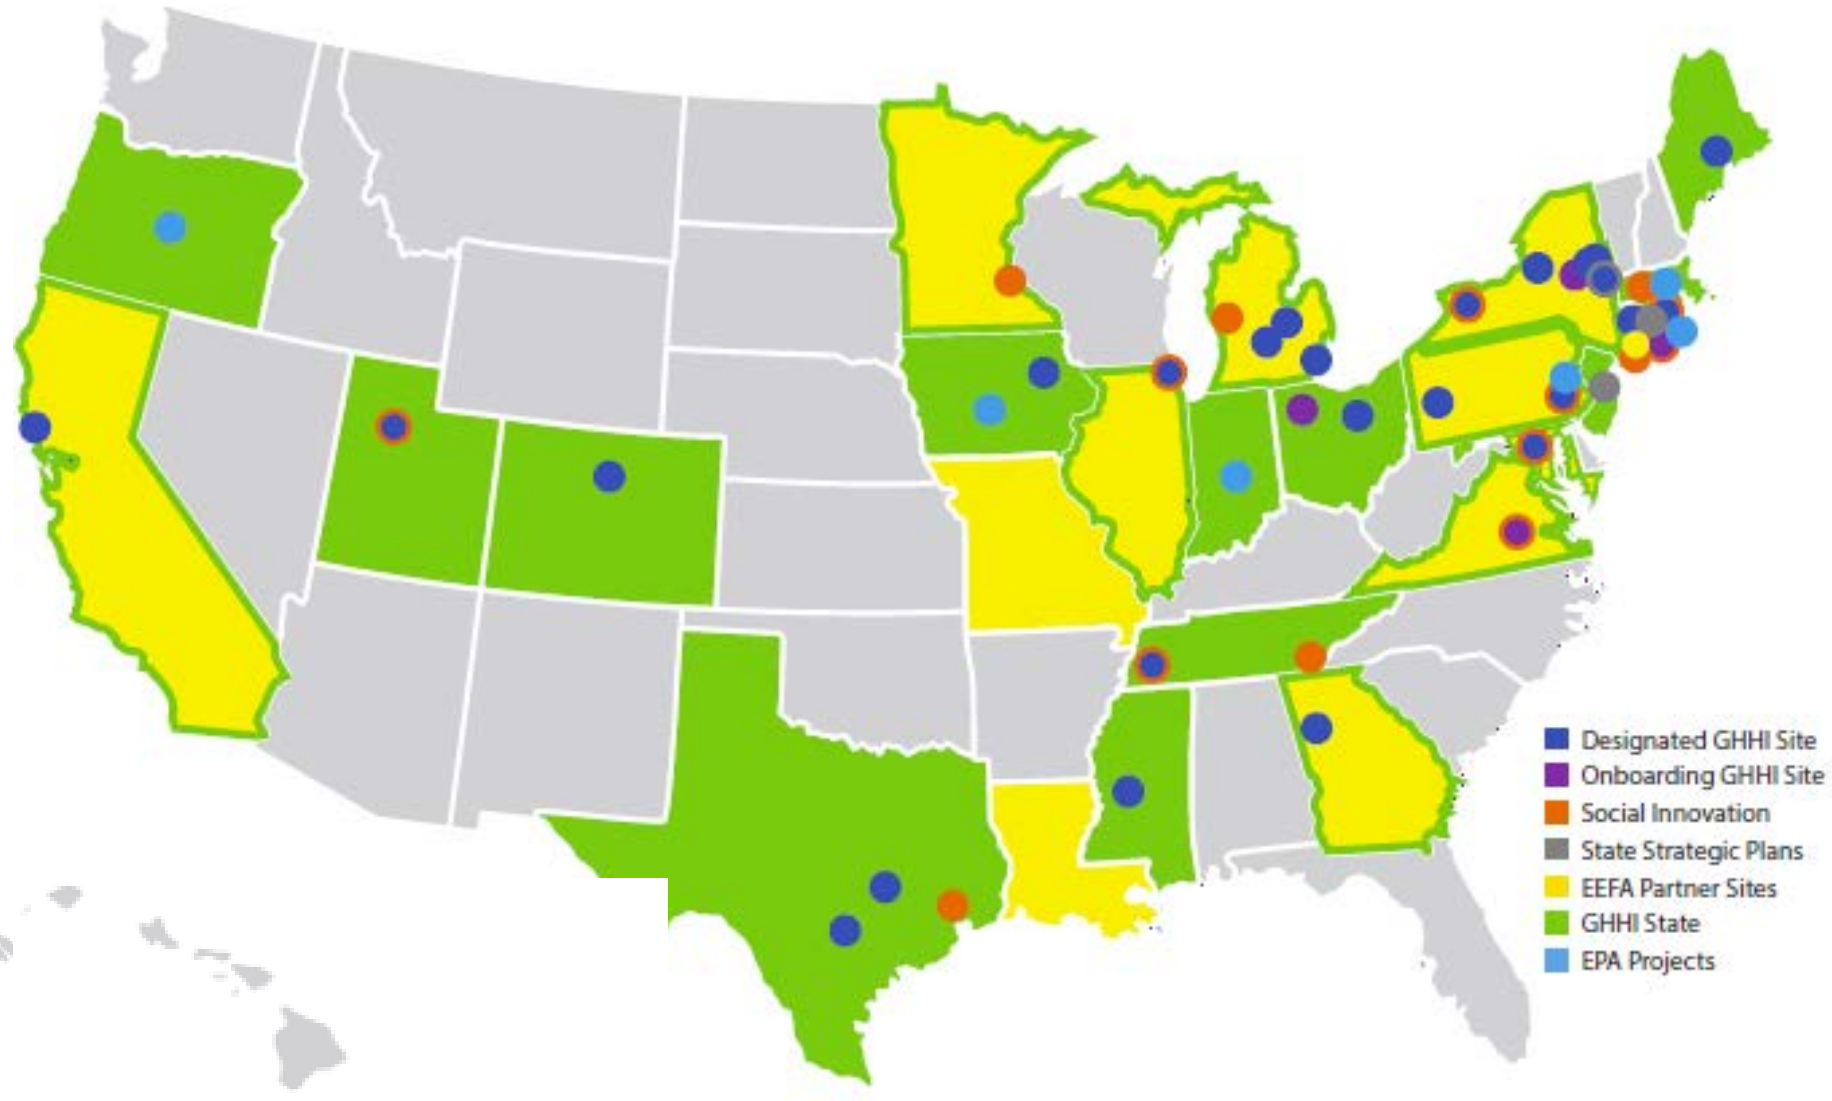 Designated GHHI Site
Onboarding GHHI Site
Social Innovation
State Strategic Plans
EEFA Partner Sites
GHHI State
EPA Projects